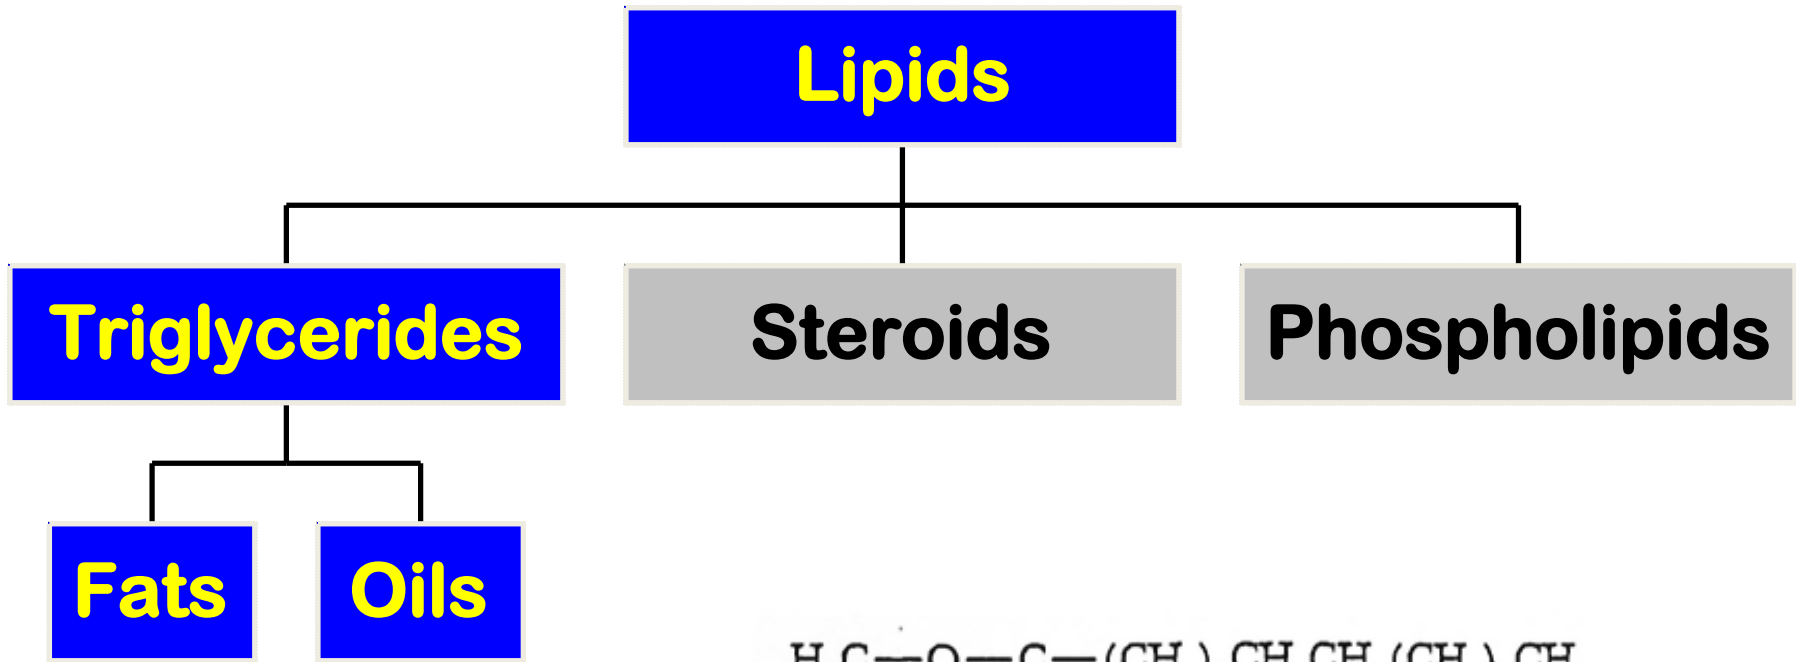 Lipids
Triglycerides
Steroids
Phospholipids
Fats
Oils